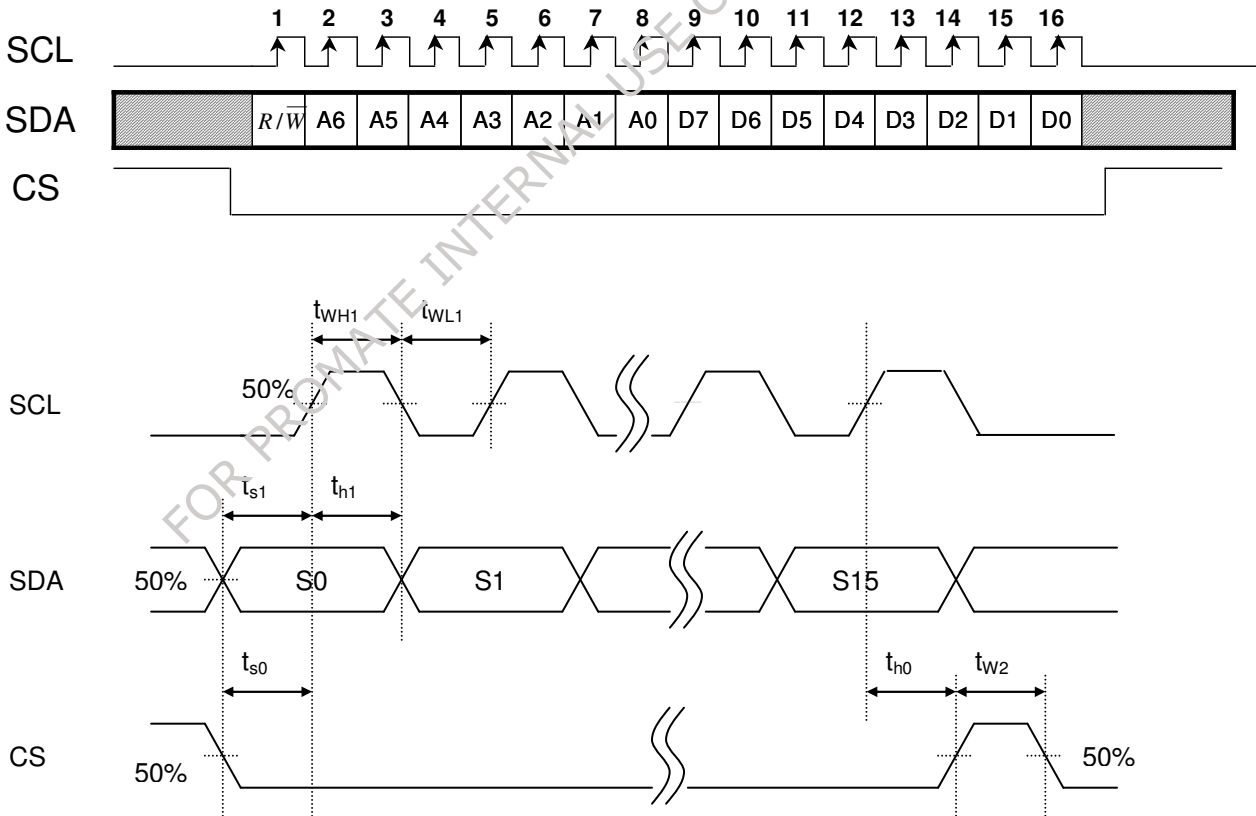 1 2 3 4 5 6 7 8 9 10 11 12 13 14 15 16
SCL
SDA R/W̅ A6 A5 A4 A3 A2 A1 A0 D7 D6 D5 D4 D3 D2 D1 D0
CS
FOR PROMATE INTERNAL USE O
tWH1 tWL1
50%
SCL
ts1 th1
SDA 50% S0 S1 S15
ts0 th0 tW2
CS 50% 50%